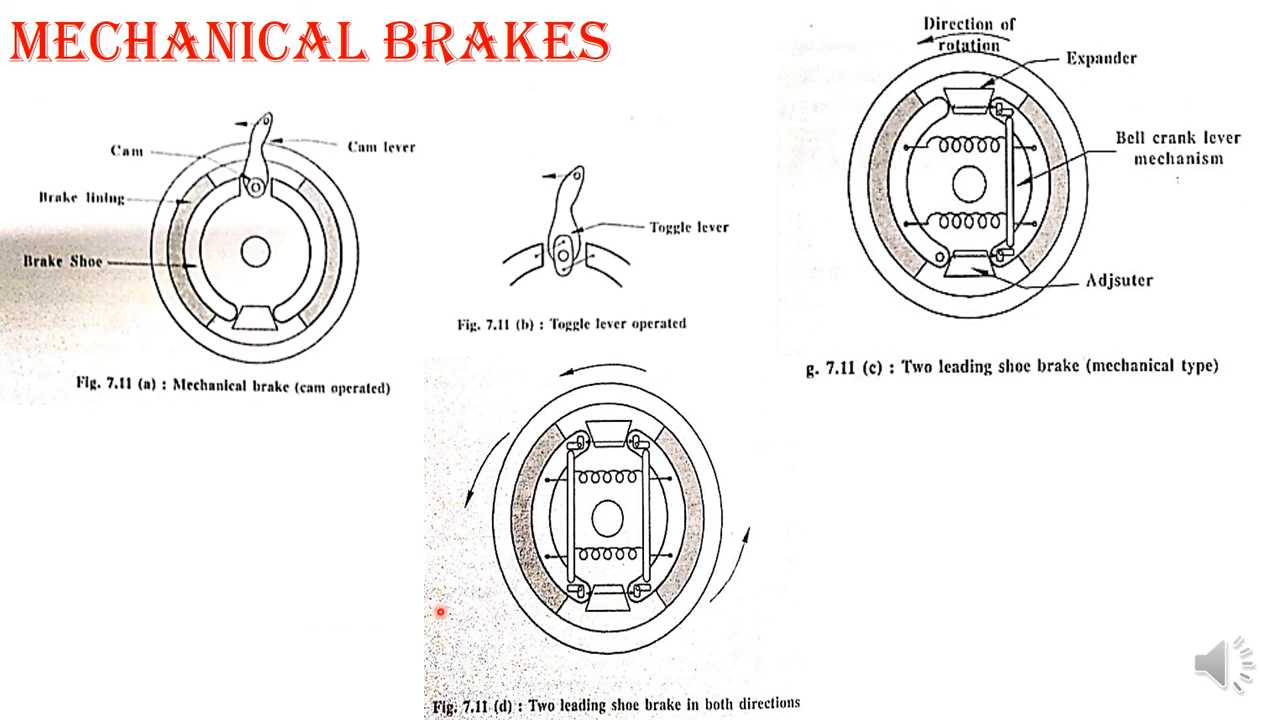 MECHANICAL BRAKES
Cam
Cam lever
Brake lining
Brake Shoe
Fig. 7.11 (a) : Mechanical brake (cam operated)
Toggle lever
Fig. 7.11 (b) : Toggle lever operated
Direction of
rotation
Expander
Bell crank lever
mechanism
Adjsuter
g. 7.11 (c) : Two leading shoe brake (mechanical type)
Fig. 7.11 (d) : Two leading shoe brake in both directions